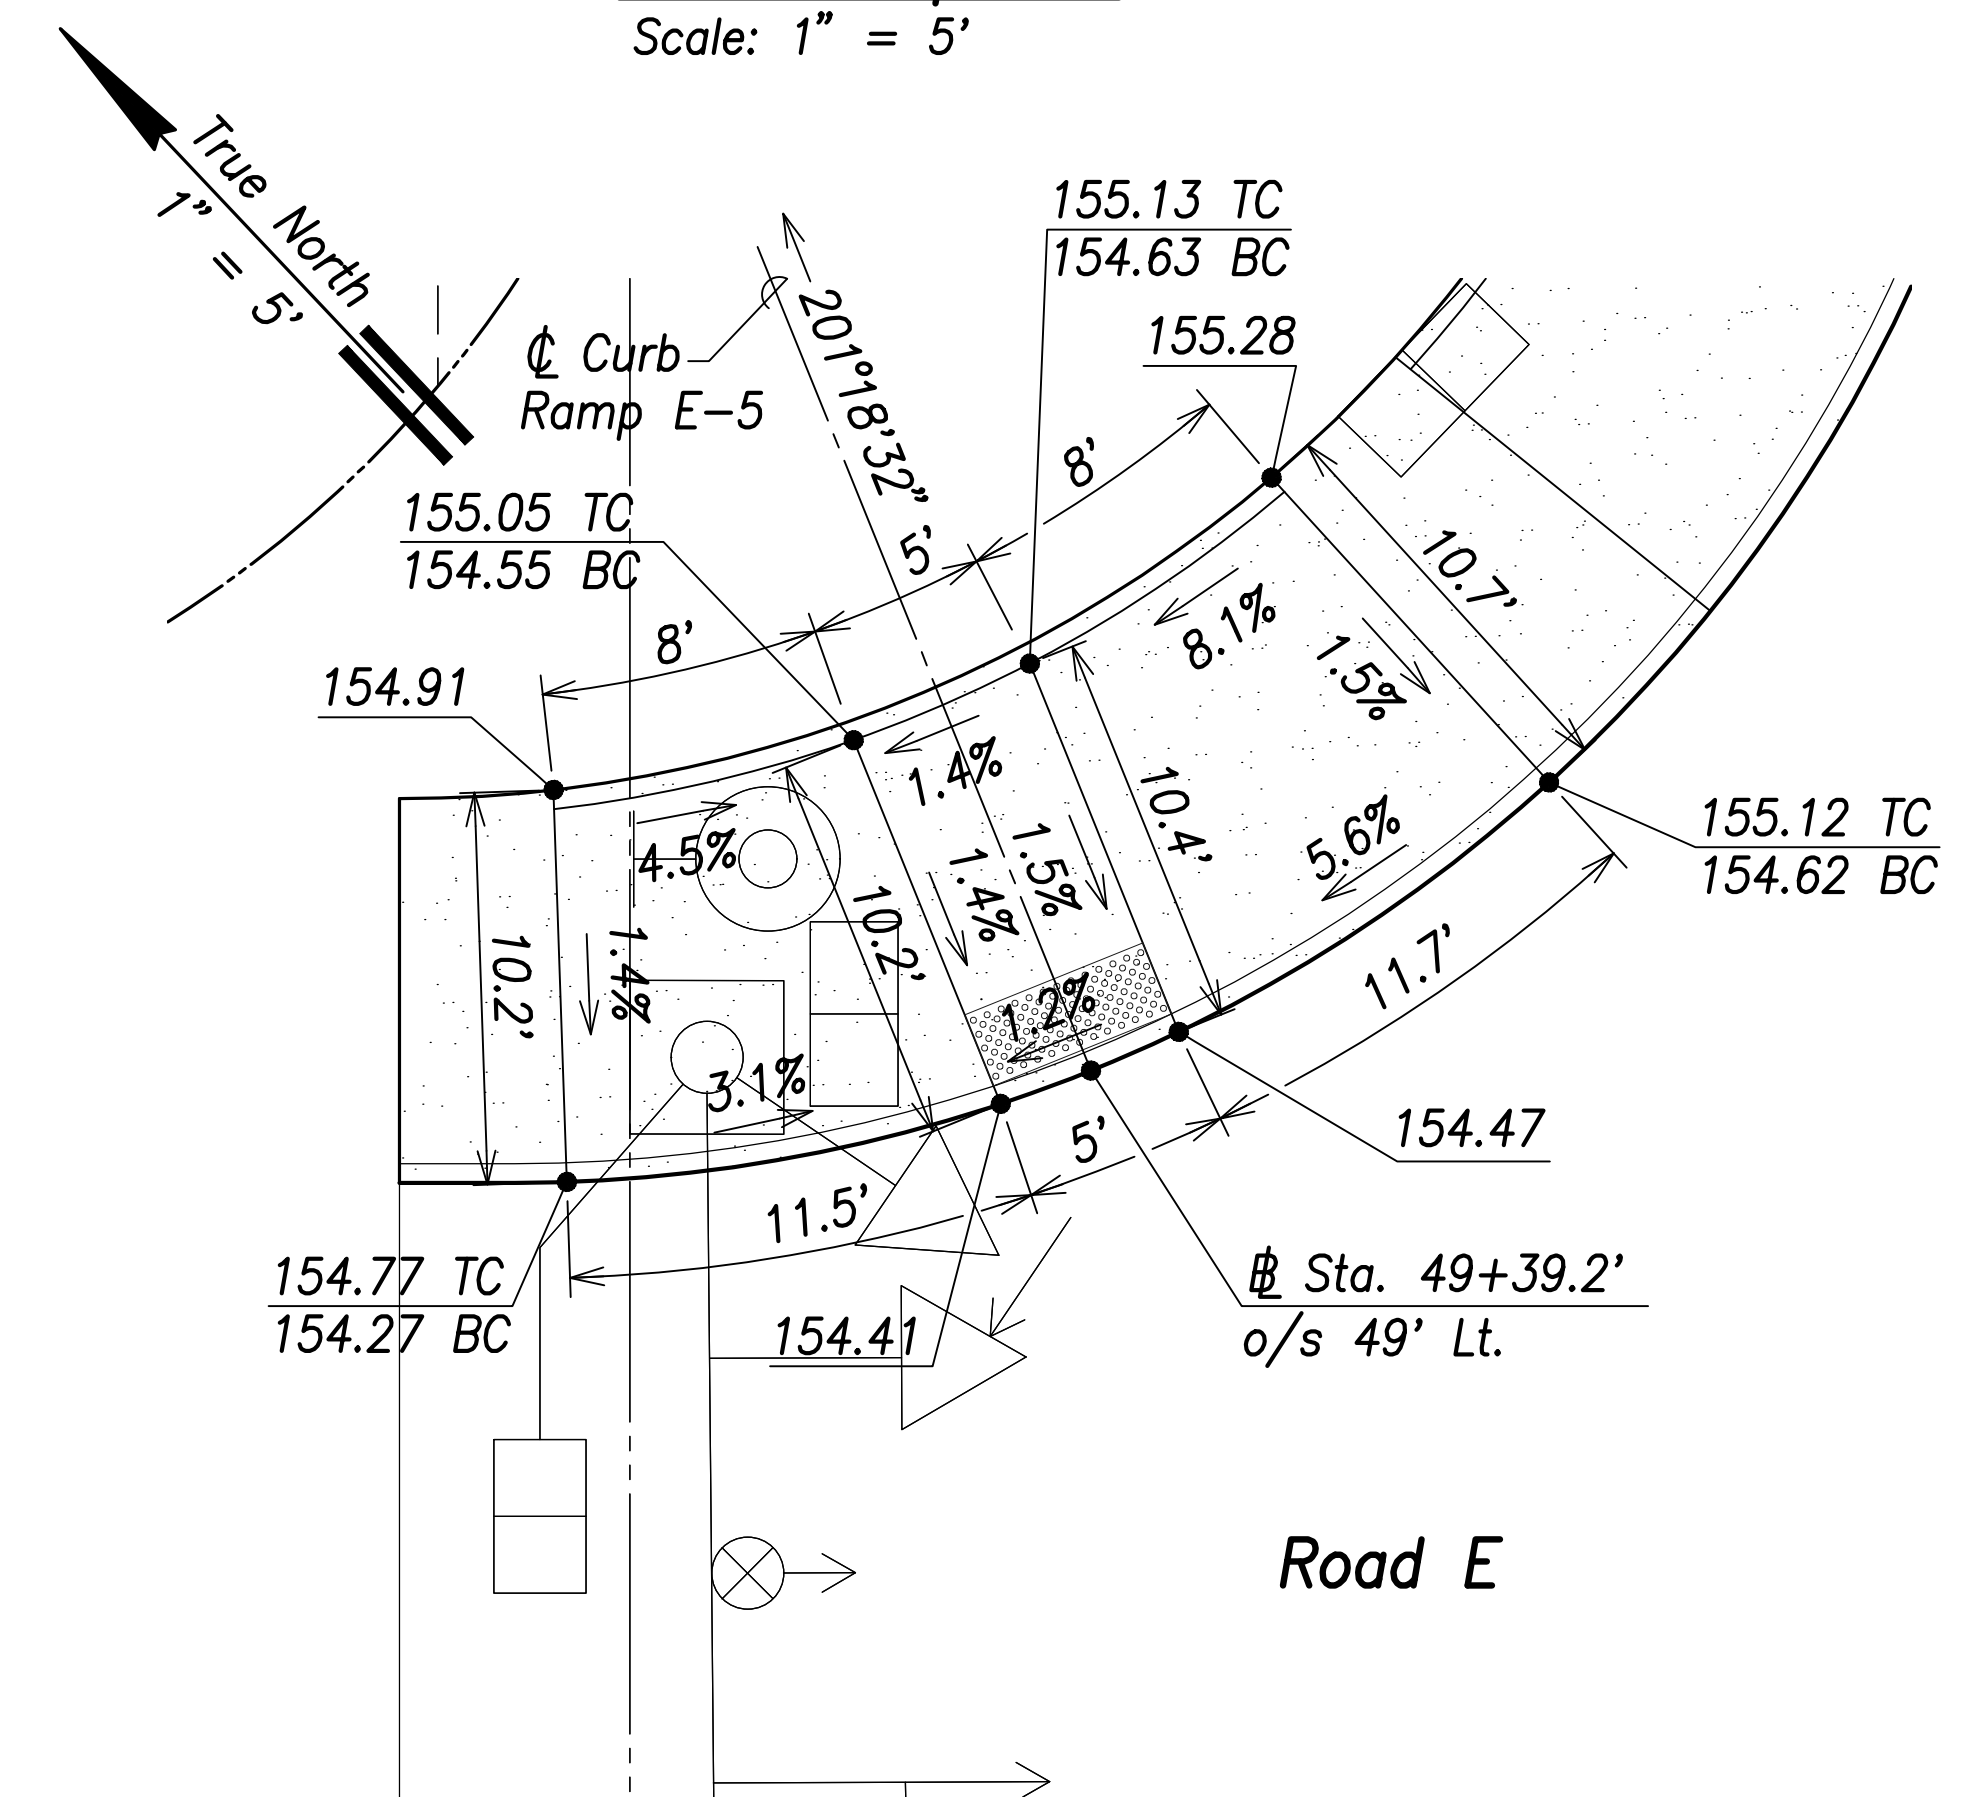 Scale: 1" = 5'
True North
1" = 5'
155.13 TC
154.63 BC
201°18'32"
155.28
℄ Curb
Ramp E-5
8'
155.05 TC
154.55 BC
5'
10.7'
8'
8.1%
1.5%
154.91
1.4%
10.4'
155.12 TC
154.62 BC
4.5%
1.5%
1.4%
5.6%
10.2'
10.2'
1.4%
11.7'
1.2%
3.1%
154.47
5'
11.5'
154.77 TC
154.27 BC
154.41
Sta. 49+39.2'
o/s 49' Lt.
Road E